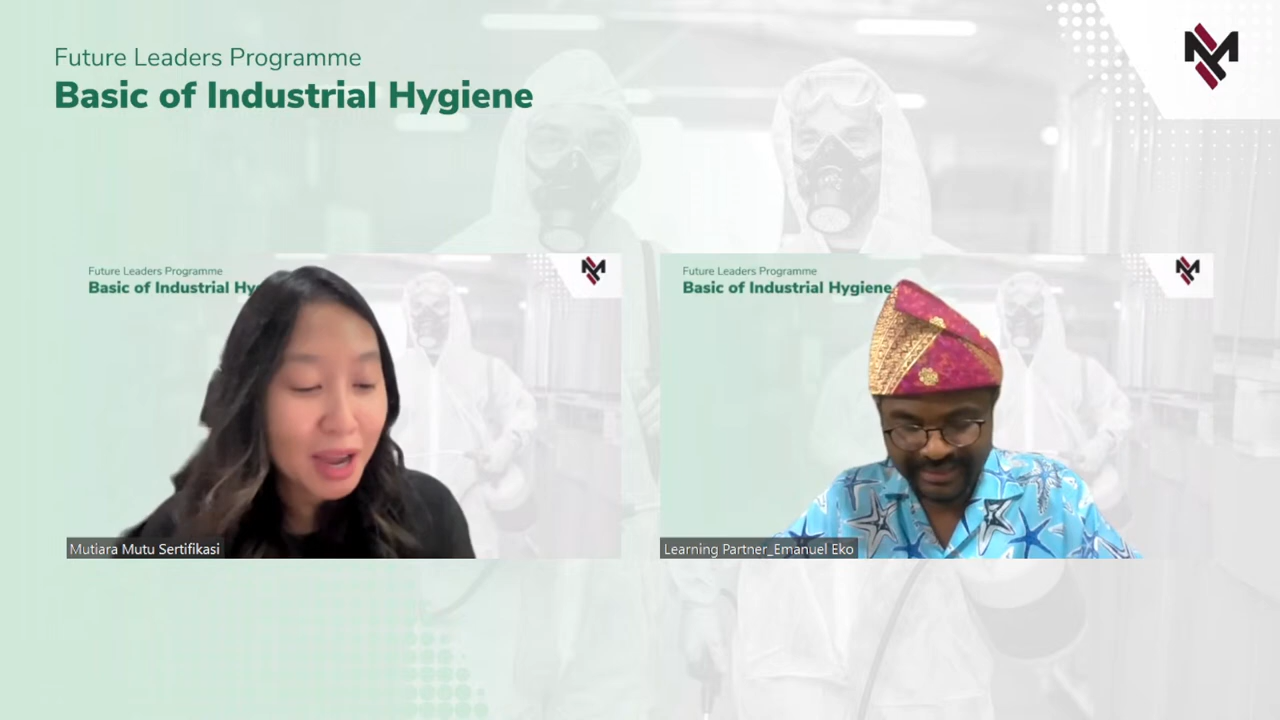 Future Leaders Programme
Basic of Industrial Hygiene
Future Leaders Programme
Basic of Industrial Hy
Mutiara Mutu Sertifikasi
Future Leaders Programme
Basic of Industrial Hygiene
Learning Partner_Emanuel Eko